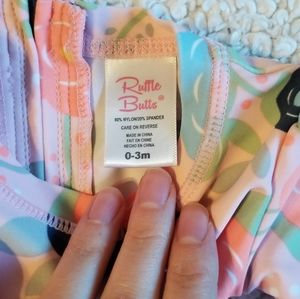 Ruffle
Butts®
80% NYLON/20% SPANDEX
CARE ON REVERSE
MADE IN CHINA
FAIT EN CHINE
HECHO EN CHINA
0-3m